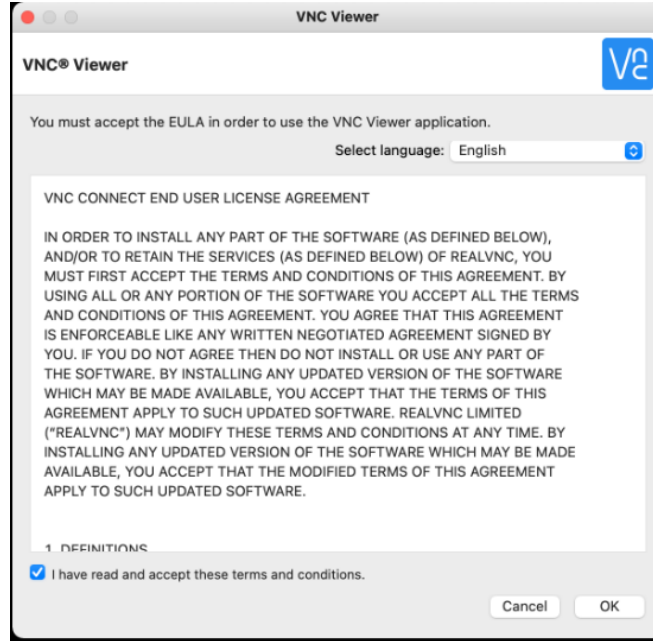 VNC Viewer
VNC® Viewer
You must accept the EULA in order to use the VNC Viewer application.
Select language: English
VNC CONNECT END USER LICENSE AGREEMENT
IN ORDER TO INSTALL ANY PART OF THE SOFTWARE (AS DEFINED BELOW),
AND/OR TO RETAIN THE SERVICES (AS DEFINED BELOW) OF REALVNC, YOU
MUST FIRST ACCEPT THE TERMS AND CONDITIONS OF THIS AGREEMENT. BY
USING ALL OR ANY PORTION OF THE SOFTWARE YOU ACCEPT ALL THE TERMS
AND CONDITIONS OF THIS AGREEMENT. YOU AGREE THAT THIS AGREEMENT
IS ENFORCEABLE LIKE ANY WRITTEN NEGOTIATED AGREEMENT SIGNED BY
YOU. IF YOU DO NOT AGREE THEN DO NOT INSTALL OR USE ANY PART OF
THE SOFTWARE. BY INSTALLING ANY UPDATED VERSION OF THE SOFTWARE
WHICH MAY BE MADE AVAILABLE, YOU ACCEPT THAT THE TERMS OF THIS
AGREEMENT APPLY TO SUCH UPDATED SOFTWARE. REALVNC LIMITED
("REALVNC") MAY MODIFY THESE TERMS AND CONDITIONS AT ANY TIME. BY
INSTALLING ANY UPDATED VERSION OF THE SOFTWARE WHICH MAY BE MADE
AVAILABLE, YOU ACCEPT THAT THE MODIFIED TERMS OF THIS AGREEMENT
APPLY TO SUCH UPDATED SOFTWARE.
1. DEFINITIONS
I have read and accept these terms and conditions.
Cancel OK